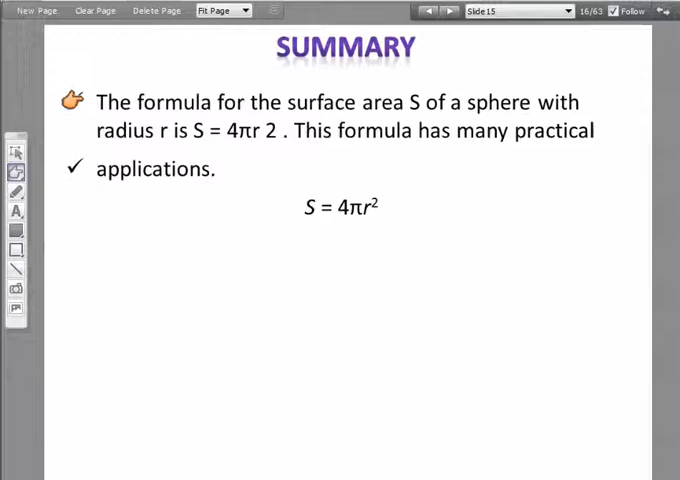 New Page Clear Page Delete Page Fit Page Slide 15 16/63 Follow
SUMMARY
The formula for the surface area S of a sphere with
radius r is S = 4πr 2 . This formula has many practical
✓ applications.
S = 4πr²
A